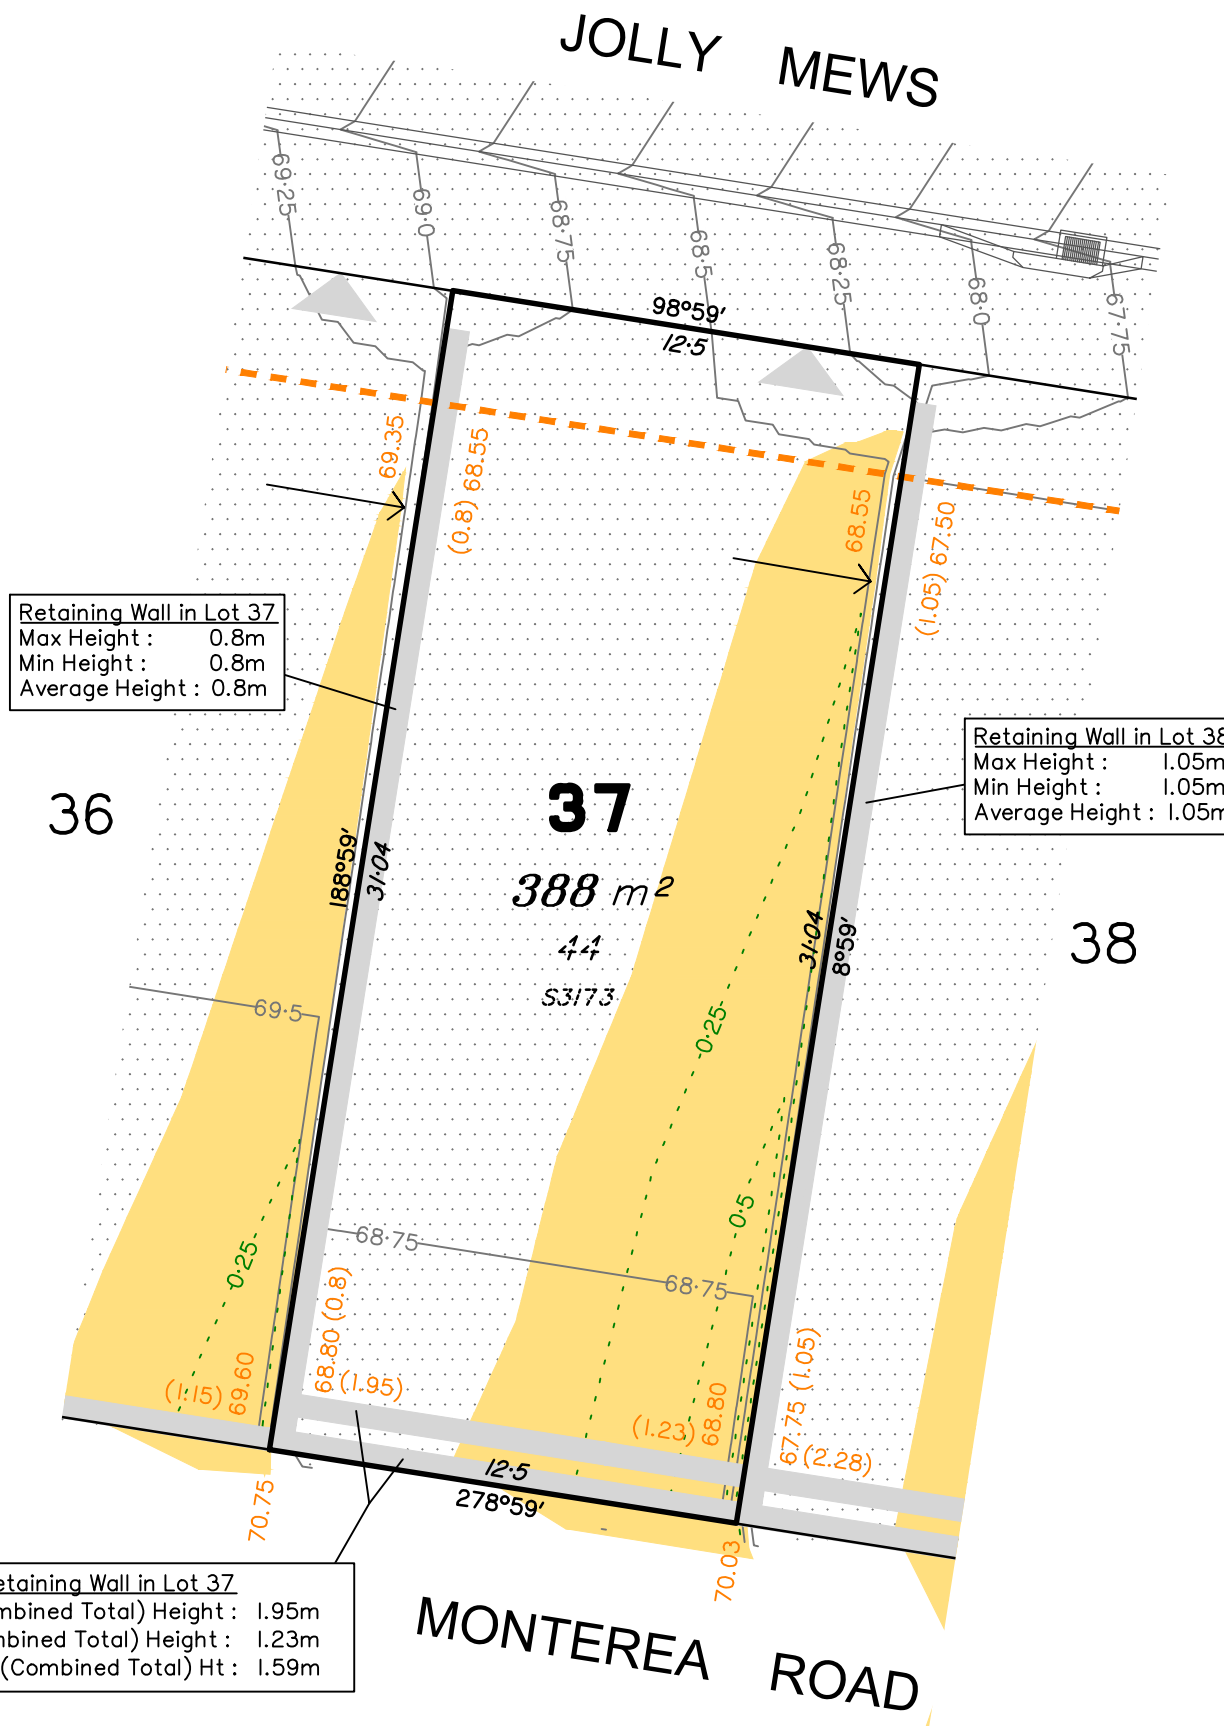 JOLLY MEWS
69·25
69·0
68·75
68·5
68·25
68·0
67·75
98°59'
12·5
69.35
(0.8) 68.55
68.55
(1.05) 67.50
Retaining Wall in Lot 37
Max Height : 0.8m
Min Height : 0.8m
Average Height : 0.8m
Retaining Wall in Lot 38
Max Height : 1.05m
Min Height : 1.05m
Average Height : 1.05m
36
37
388 m²
44
S3173
38
188°59'
31·04
31·04
8°59'
69·5
0·25
0·5
0·25
68·75
68·75
68.80 (0.8)
(1.95)
(1.15) 69.60
(1.23) 68.80
67.75 (1.05)
(2.28)
12·5
278°59'
70.75
70.03
etaining Wall in Lot 37
mbined Total) Height : 1.95m
mbined Total) Height : 1.23m
(Combined Total) Ht : 1.59m
MONTEREA ROAD